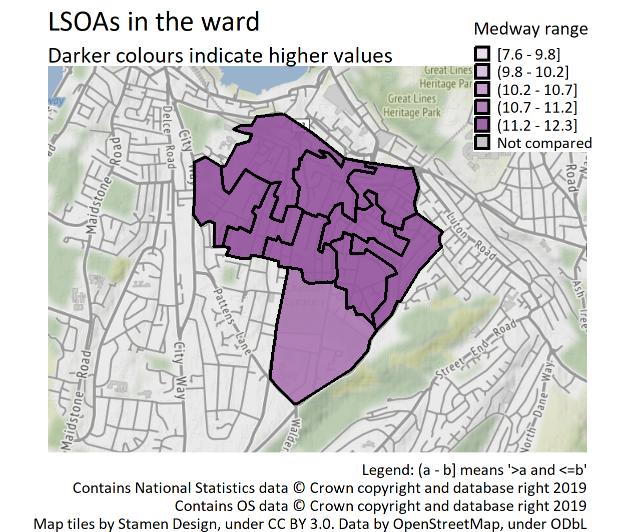 LSOAs in the ward
Darker colours indicate higher values
Medway range
[7.6 - 9.8]
(9.8 - 10.2]
(10.2 - 10.7]
(10.7 - 11.2]
(11.2 - 12.3]
Not compared
Great Lines
Heritage Park
Great Lines
Heritage Park
way
Delce Road
City W
Maidstone Road
Road
Luton Road
Ash Tree
Pattens Lane
City Way
Maidstone Road
Street End Road
North Dane Way
Walder
Legend: (a - b] means '>a and <=b'
Contains National Statistics data © Crown copyright and database right 2019
Contains OS data © Crown copyright and database right 2019
Map tiles by Stamen Design, under CC BY 3.0. Data by OpenStreetMap, under ODbL